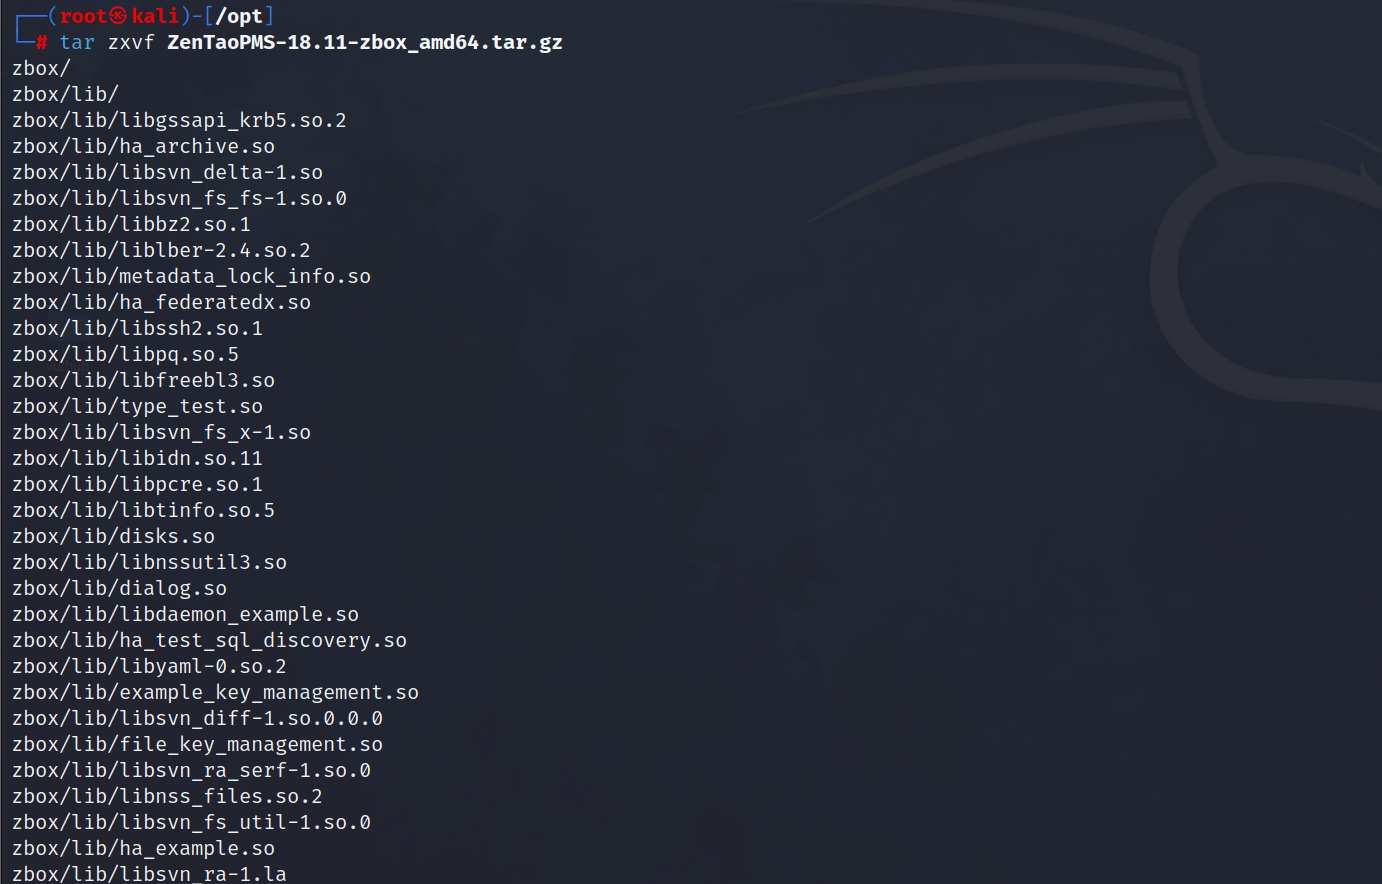 ┌──(root㉿kali)-[/opt]
└─# tar zxvf ZenTaoPMS-18.11-zbox_amd64.tar.gz
zbox/
zbox/lib/
zbox/lib/libgssapi_krb5.so.2
zbox/lib/ha_archive.so
zbox/lib/libsvn_delta-1.so
zbox/lib/libsvn_fs_fs-1.so.0
zbox/lib/libbz2.so.1
zbox/lib/liblber-2.4.so.2
zbox/lib/metadata_lock_info.so
zbox/lib/ha_federatedx.so
zbox/lib/libssh2.so.1
zbox/lib/libpq.so.5
zbox/lib/libfreebl3.so
zbox/lib/type_test.so
zbox/lib/libsvn_fs_x-1.so
zbox/lib/libidn.so.11
zbox/lib/libpcre.so.1
zbox/lib/libtinfo.so.5
zbox/lib/disks.so
zbox/lib/libnssutil3.so
zbox/lib/dialog.so
zbox/lib/libdaemon_example.so
zbox/lib/ha_test_sql_discovery.so
zbox/lib/libyaml-0.so.2
zbox/lib/example_key_management.so
zbox/lib/libsvn_diff-1.so.0.0.0
zbox/lib/file_key_management.so
zbox/lib/libsvn_ra_serf-1.so.0
zbox/lib/libnss_files.so.2
zbox/lib/libsvn_fs_util-1.so.0
zbox/lib/ha_example.so
zbox/lib/libsvn_ra-1.la